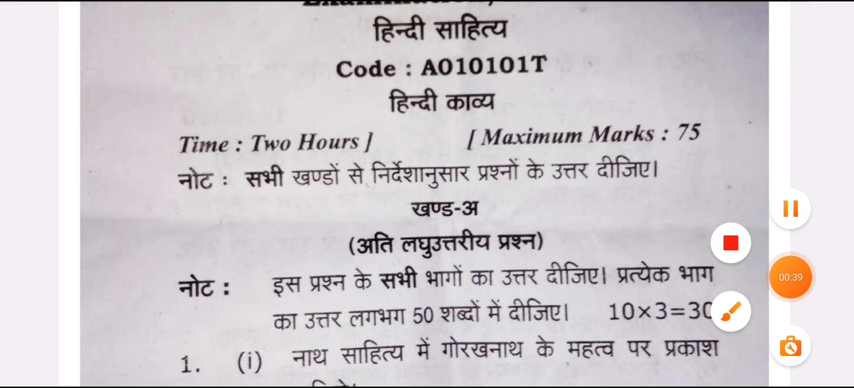 हिन्दी साहित्य
Code : A010101T
हिन्दी काव्य
Time : Two Hours ] [ Maximum Marks : 75
नोट : सभी खण्डों से निर्देशानुसार प्रश्नों के उत्तर दीजिए।
खण्ड-अ
(अति लघुउत्तरीय प्रश्न)
नोट : इस प्रश्न के सभी भागों का उत्तर दीजिए। प्रत्येक भाग
का उत्तर लगभग 50 शब्दों में दीजिए। 10×3=30
00:39
1. (i) नाथ साहित्य में गोरखनाथ के महत्व पर प्रकाश